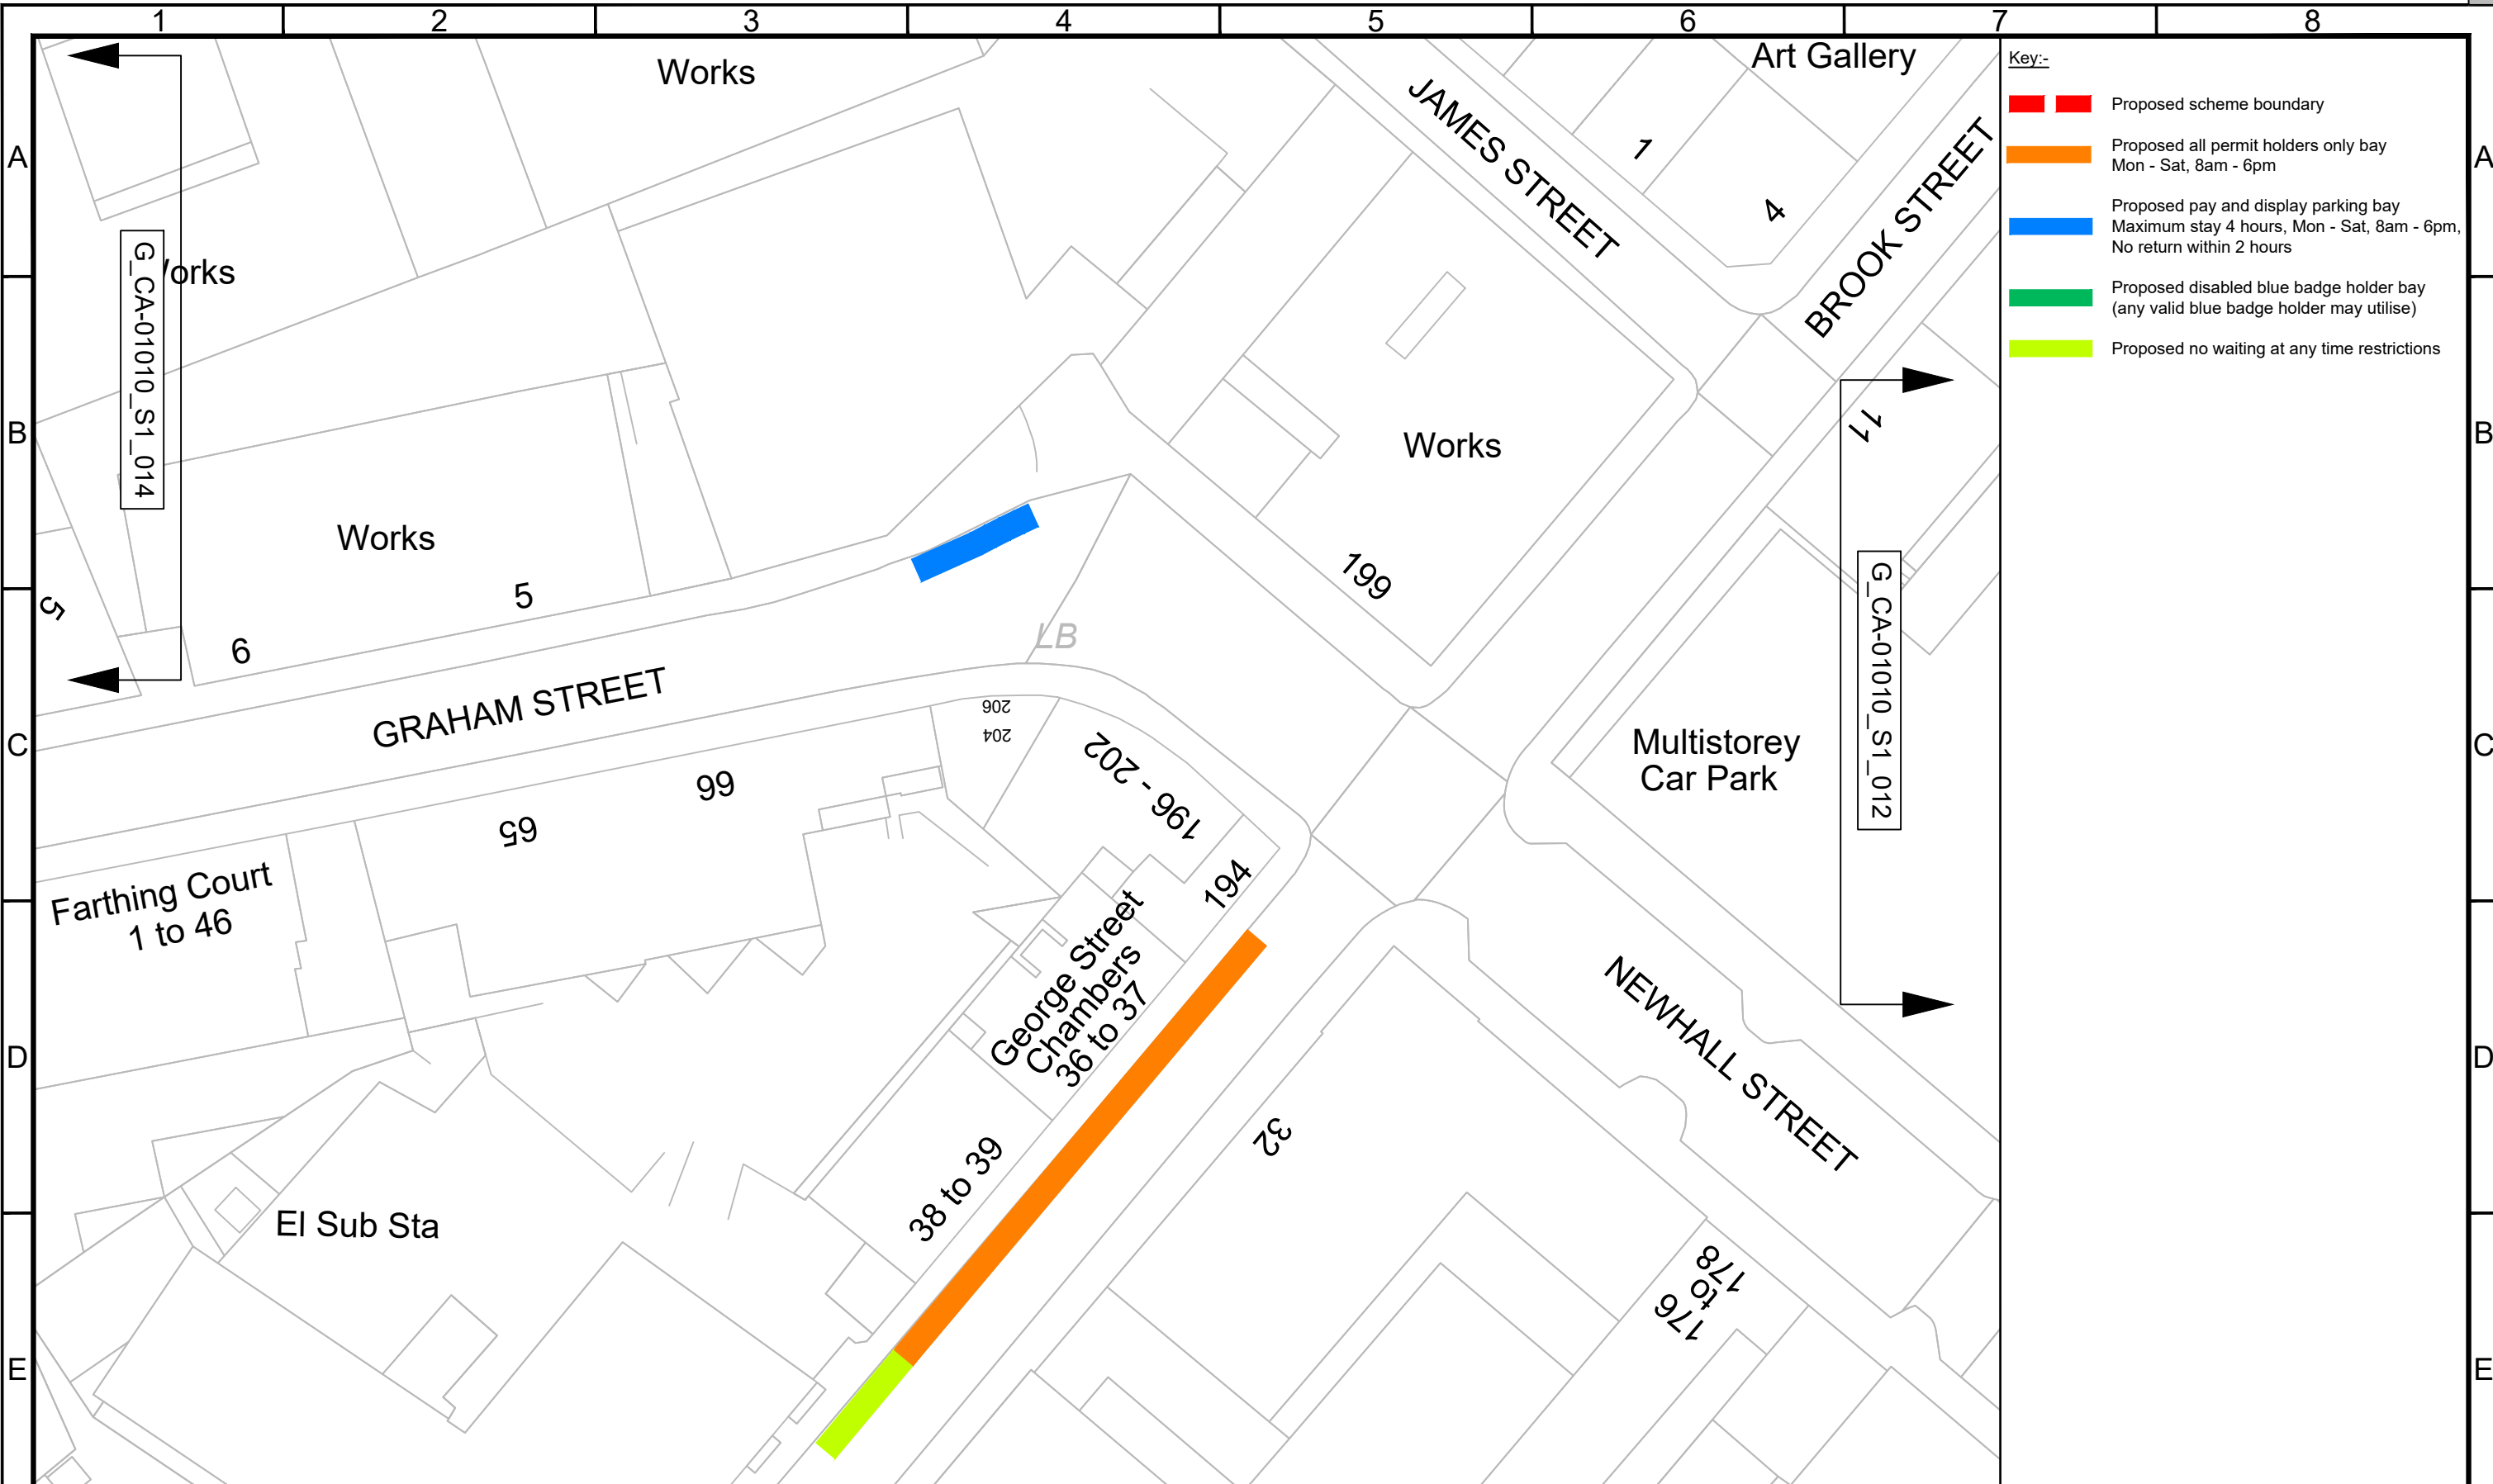 1 2 3 4 5 6 7 8
A
B
C
D
E
A
B
C
D
E
Works
Works
G_CA-01010_S1_014
Works
5
6
5
GRAHAM STREET
LB
206
204
196 - 202
194
66
65
Farthing Court
1 to 46
George Street
Chambers
36 to 37
38 to 39
El Sub Sta
32
JAMES STREET
1
4
Art Gallery
BROOK STREET
11
Works
199
Multistorey
Car Park
G_CA-01010_S1_012
NEWHALL STREET
176
to
178
Key:-
Proposed scheme boundary
Proposed all permit holders only bay
Mon - Sat, 8am - 6pm
Proposed pay and display parking bay
Maximum stay 4 hours, Mon - Sat, 8am - 6pm,
No return within 2 hours
Proposed disabled blue badge holder bay
(any valid blue badge holder may utilise)
Proposed no waiting at any time restrictions